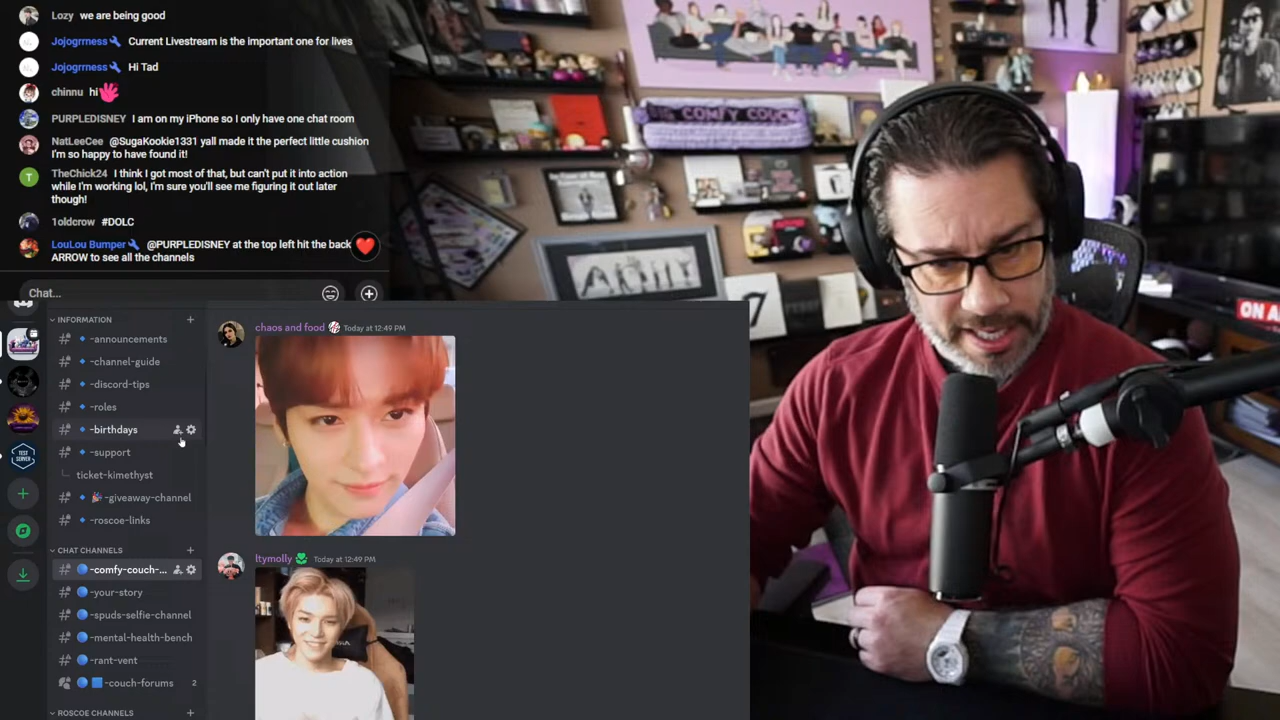 Lozy we are being good
Jojogrrness Current Livestream is the important one for lives
Jojogrrness Hi Tad
chinnu hi
PURPLEDISNEY I am on my iPhone so I only have one chat room
NatLeeCee @SugaKookie1331 yall made it the perfect little cushion
I'm so happy to have found it!
TheChick24 I think I got most of that, but can't put it into action
while I'm working lol, I'm sure you'll see me figuring it out later
though!
1oldcrow #DOLC
LouLou Bumper @PURPLEDISNEY at the top left hit the back
ARROW to see all the channels
Chat...
INFORMATION
-announcements
-channel-guide
-discord-tips
-roles
-birthdays
-support
ticket-kimethyst
-giveaway-channel
-roscoe-links
CHAT CHANNELS
-comfy-couch-...
-your-story
-spuds-selfie-channel
-mental-health-bench
-rant-vent
-couch-forums 2
ROSCOE CHANNELS
TEST
SERVER
chaos and food Today at 12:49 PM
ltymolly Today at 12:49 PM
BIG COMFY COUCH
ARMY
ON A